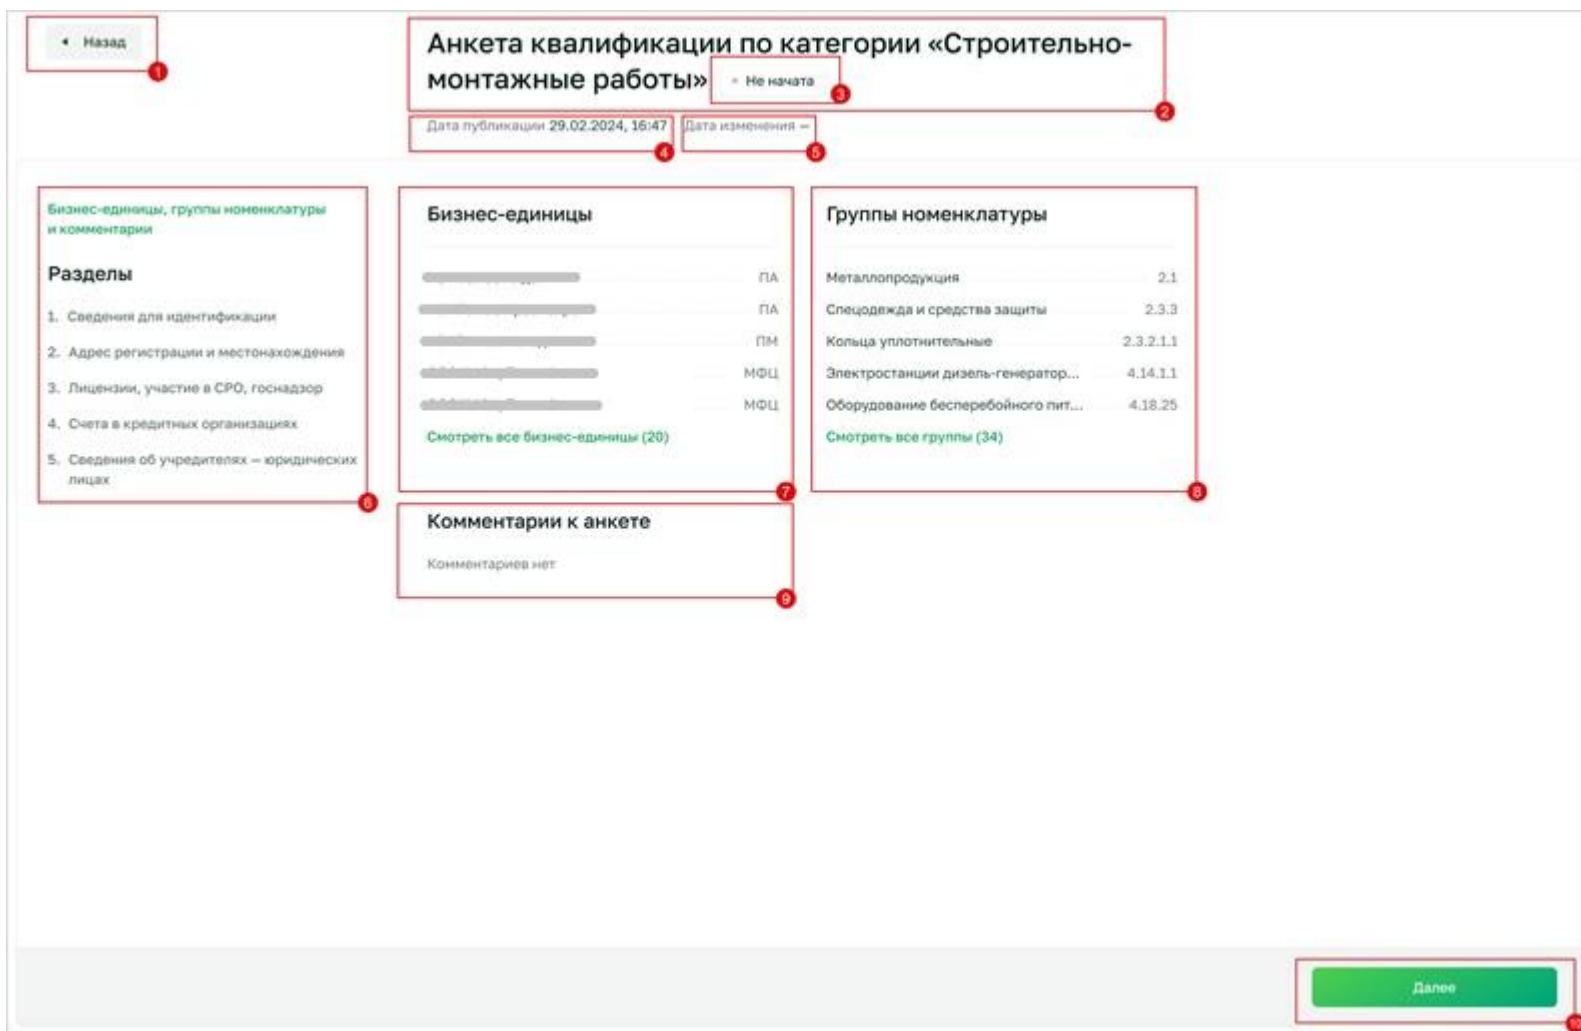 Назад
1
Анкета квалификации по категории «Строительно-
монтажные работы»
Не начата
3
2
Дата публикации 29.02.2024, 16:47
Дата изменения —
4
5
Бизнес-единицы, группы номенклатуры
и комментарии
Разделы
1. Сведения для идентификации
2. Адрес регистрации и местонахождения
3. Лицензии, участие в СРО, госнадзор
4. Счета в кредитных организациях
5. Сведения об учредителях — юридических
лицах
6
Бизнес-единицы
ПА
ПА
ПМ
МФЦ
МФЦ
Смотреть все бизнес-единицы (20)
7
Группы номенклатуры
Металлопродукция 2.1
Спецодежда и средства защиты 2.3.3
Кольца уплотнительные 2.3.2.1.1
Электростанции дизель-генератор... 4.14.1.1
Оборудование бесперебойного пит... 4.18.25
Смотреть все группы (34)
8
Комментарии к анкете
Комментариев нет
9
Далее
10